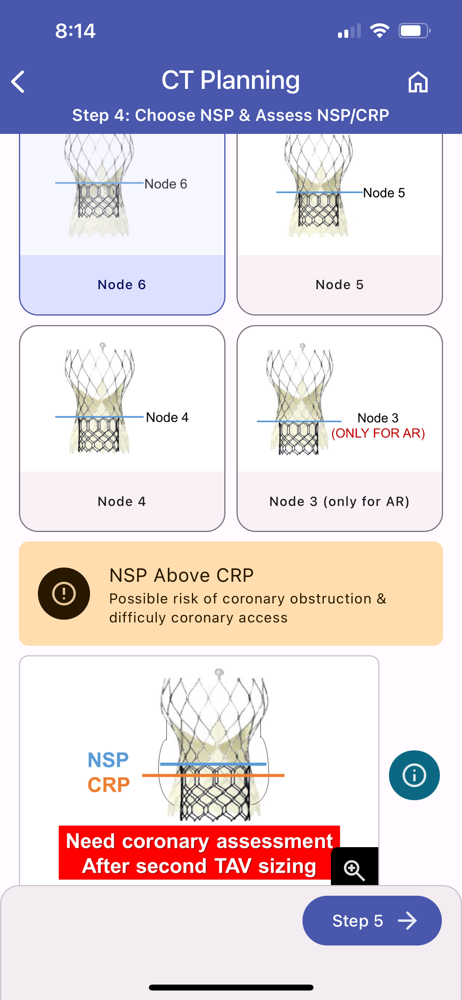 8:14
CT Planning
Step 4: Choose NSP & Assess NSP/CRP
Node 6
Node 5
Node 6
Node 5
Node 4
Node 3
(ONLY FOR AR)
Node 4
Node 3 (only for AR)
NSP Above CRP
Possible risk of coronary obstruction &
difficuly coronary access
NSP
CRP
Need coronary assessment
After second TAV sizing
Step 5